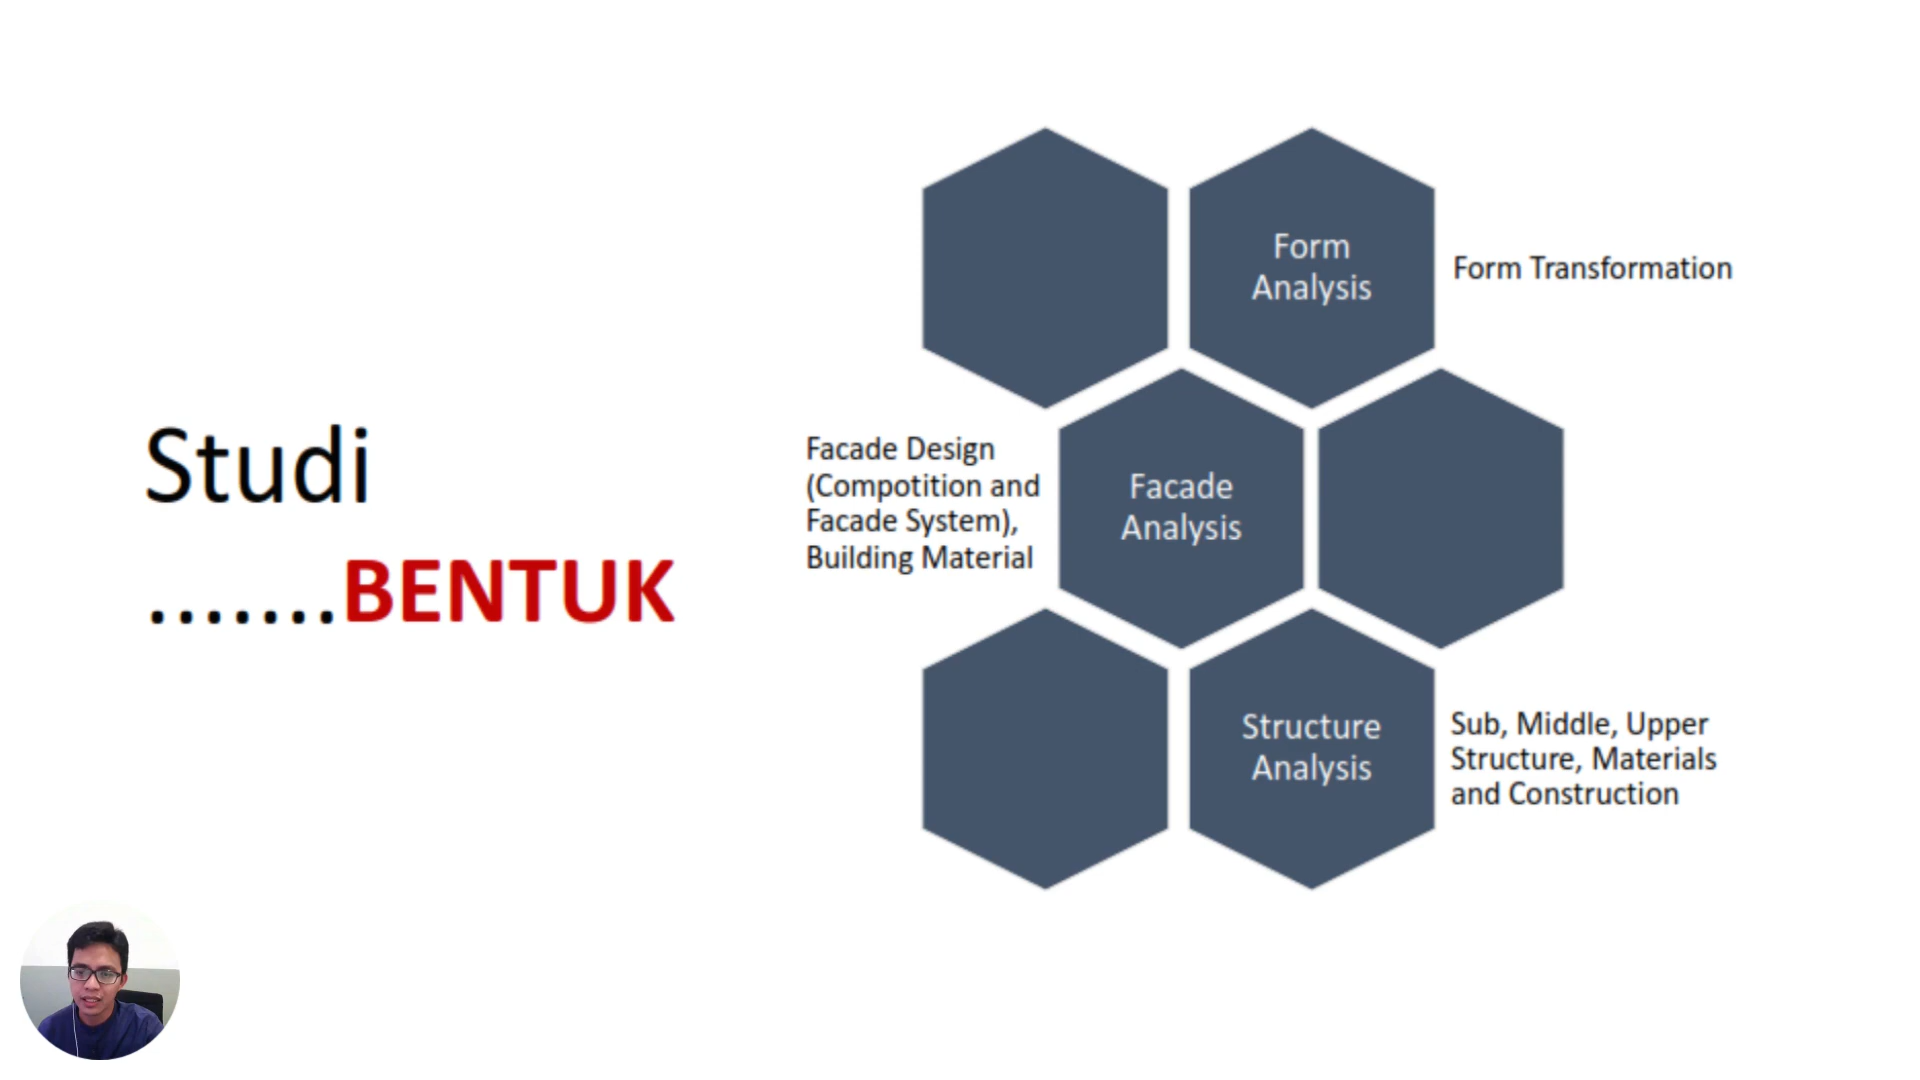 Studi
.......BENTUK
Form
Analysis
Form Transformation
Facade Design
(Compotition and
Facade System),
Building Material
Facade
Analysis
Structure
Analysis
Sub, Middle, Upper
Structure, Materials
and Construction